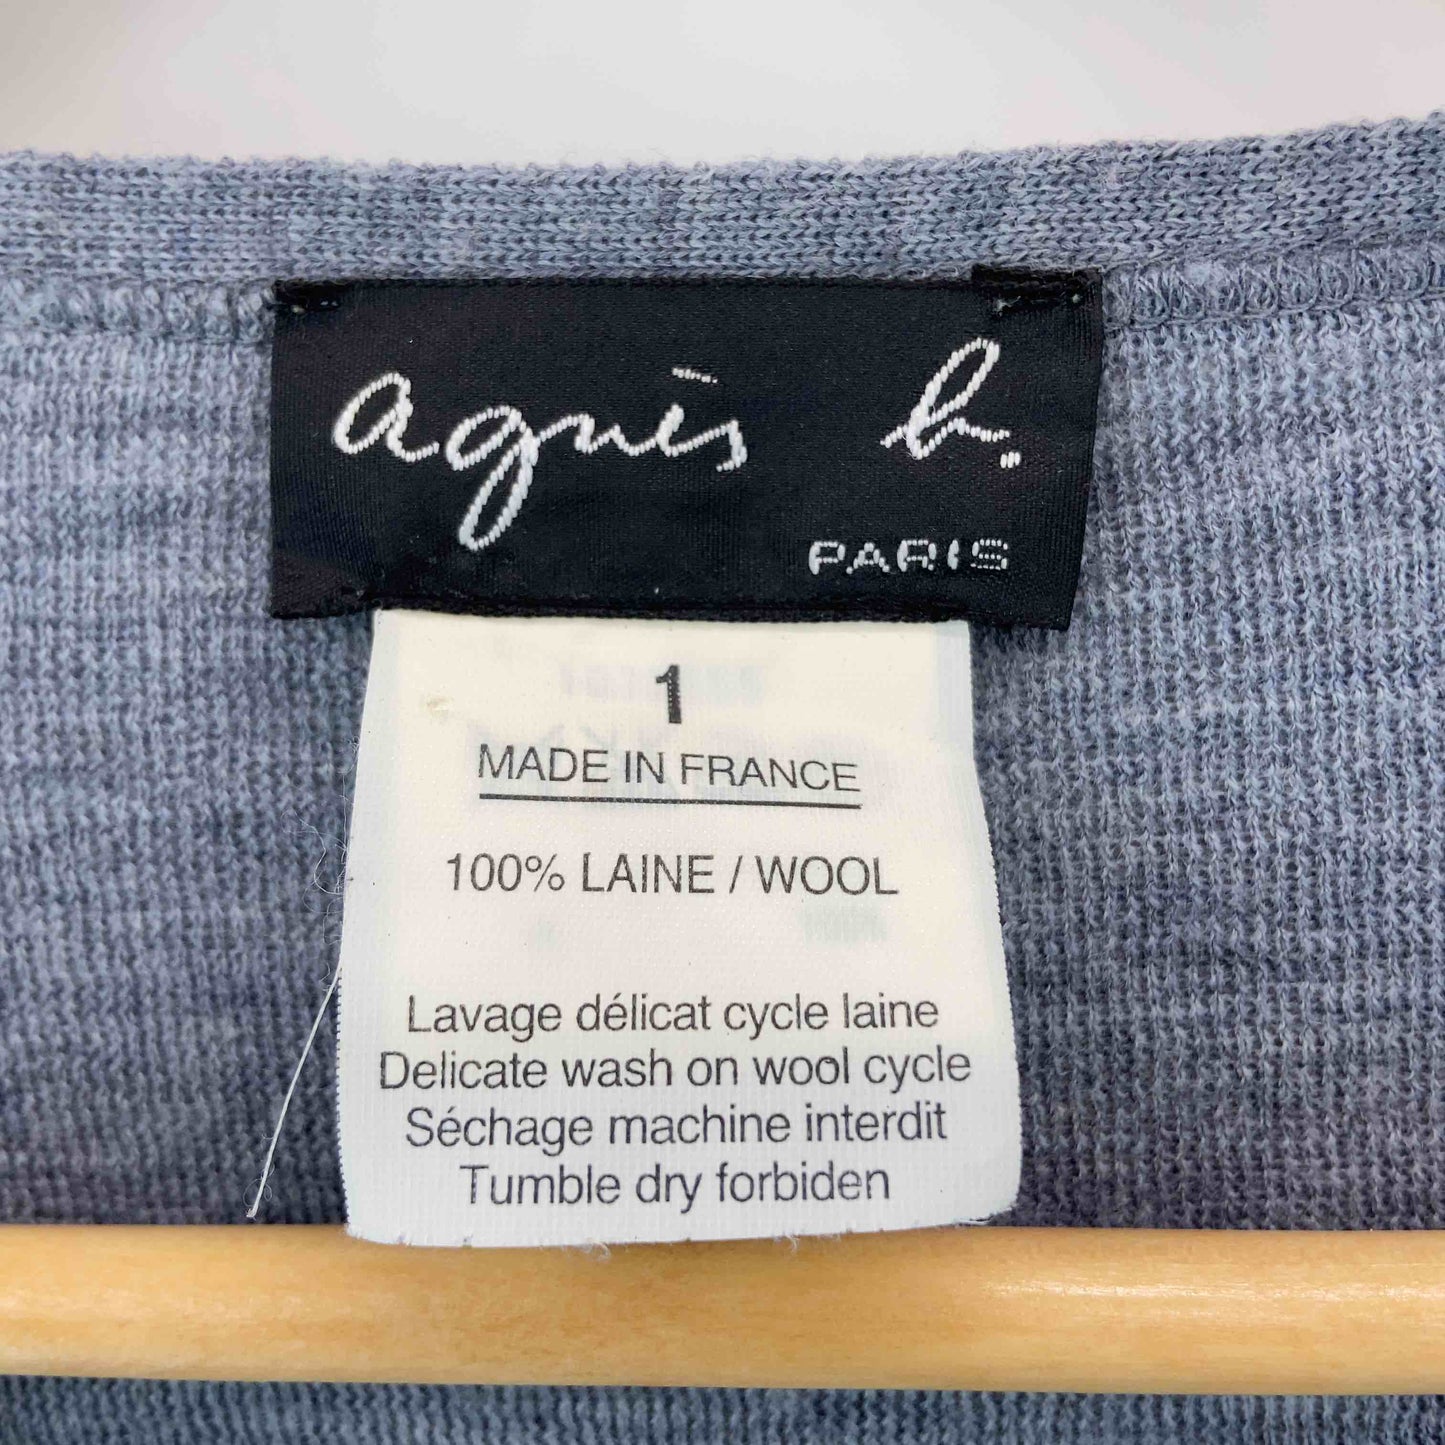 agnès b.
PARIS
1
MADE IN FRANCE
100% LAINE / WOOL
Lavage délicat cycle laine
Delicate wash on wool cycle
Séchage machine interdit
Tumble dry forbiden